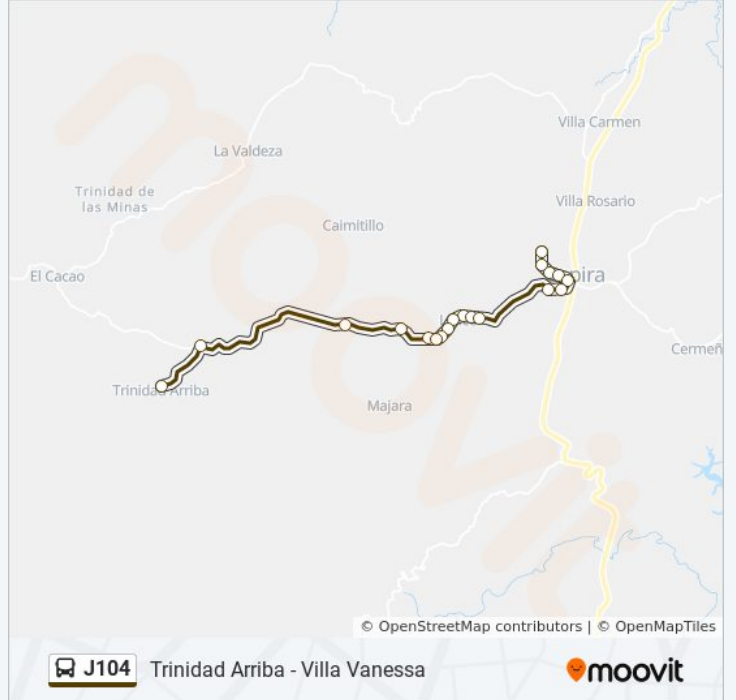 Villa Carmen
La Valdeza
Trinidad de
las Minas
Villa Rosario
Caimitillo
El Cacao
Cermeñ
Trinidad Arriba
Majara
moovit
© OpenStreetMap contributors | © OpenMapTiles
J104 Trinidad Arriba - Villa Vanessa
moovit